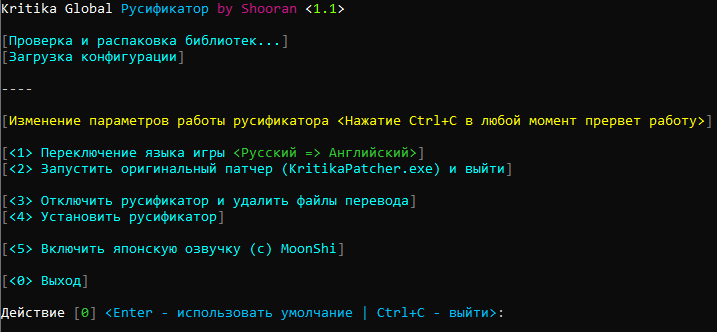 Kritika Global Русификатор by Shooran <1.1>
[Проверка и распаковка библиотек...]
[Загрузка конфигурации]
----
[Изменение параметров работы русификатора <Нажатие Ctrl+C в любой момент прервет работу>]
[<1> Переключение языка игры <Русский => Английский>]
[<2> Запустить оригинальный патчер (KritikaPatcher.exe) и выйти]
[<3> Отключить русификатор и удалить файлы перевода]
[<4> Установить русификатор]
[<5> Включить японскую озвучку (c) MoonShi]
[<0> Выход]
Действие [0] <Enter - использовать умолчание | Ctrl+C - выйти>: